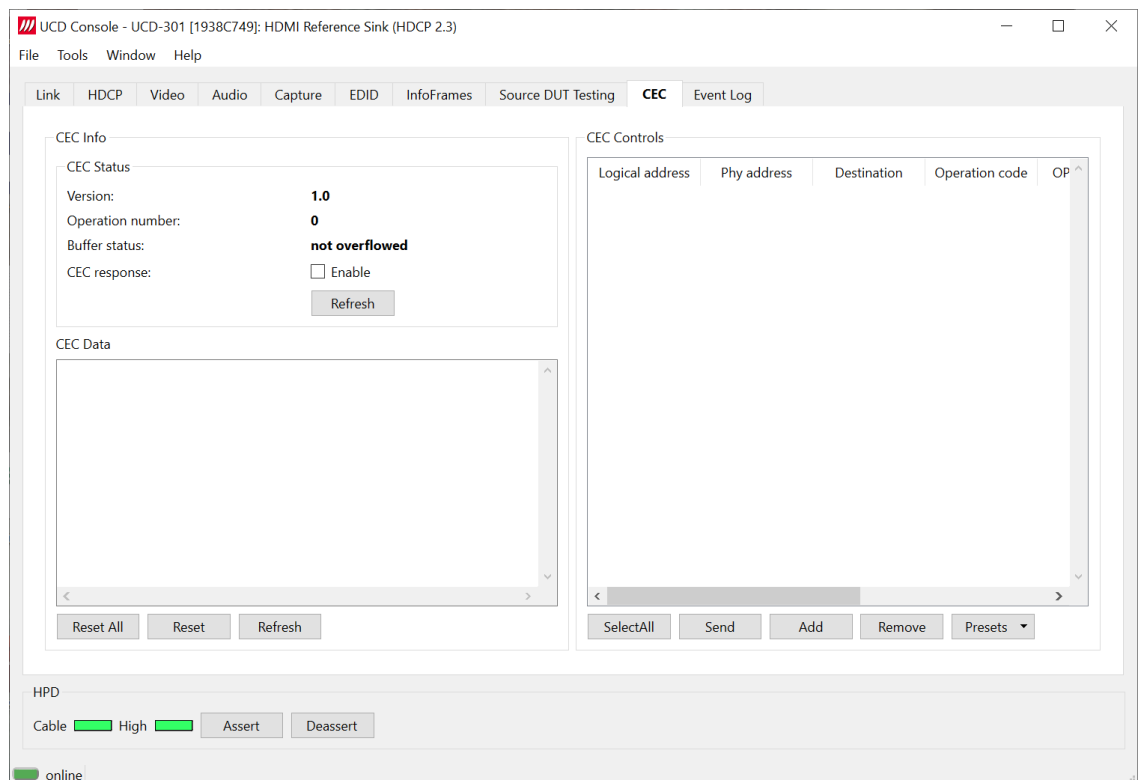 UCD Console - UCD-301 [1938C749]: HDMI Reference Sink (HDCP 2.3)
File Tools Window Help
Link HDCP Video Audio Capture EDID InfoFrames Source DUT Testing CEC Event Log
CEC Info
CEC Status
Version: 1.0
Operation number: 0
Buffer status: not overflowed
CEC response: Enable
Refresh
CEC Data
Reset All Reset Refresh
CEC Controls
Logical address Phy address Destination Operation code OP
SelectAll Send Add Remove Presets
HPD
Cable High Assert Deassert
online